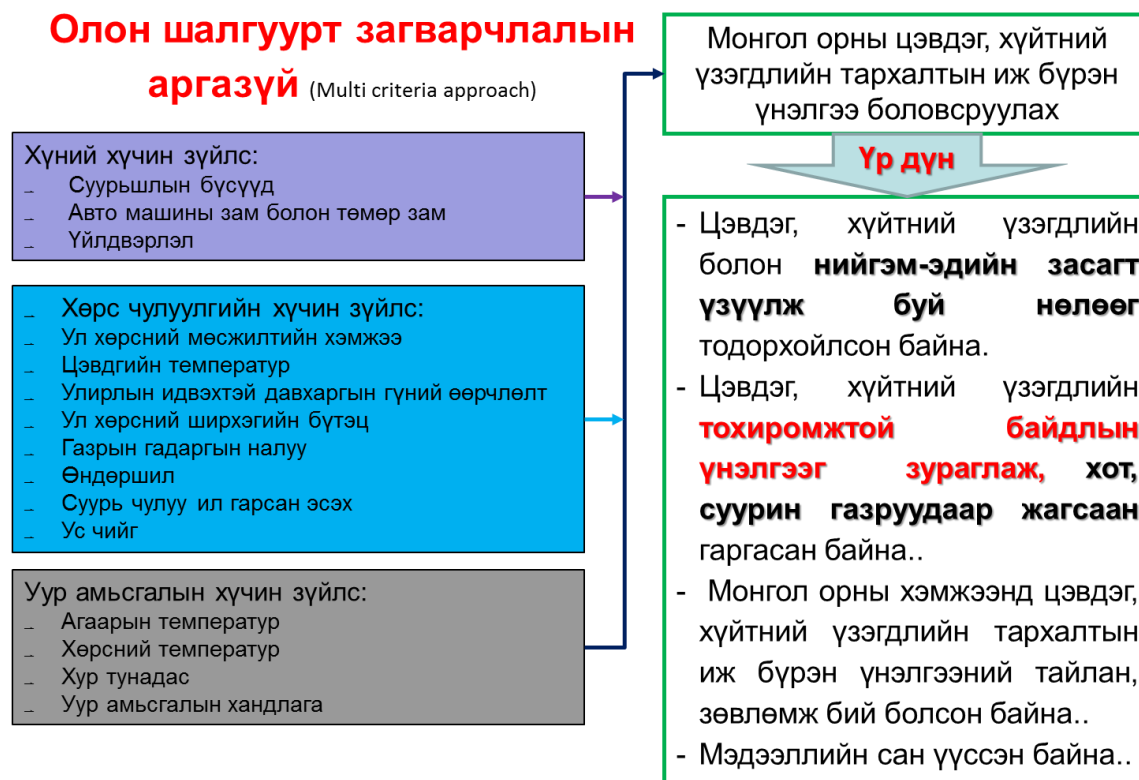 Олон шалгуурт загварчлалын
аргазүй (Multi criteria approach)
Хүний хүчин зүйлс:
Суурьшлын бүсүүд
Авто машины зам болон төмөр зам
Үйлдвэрлэл
Хөрс чулуулгийн хүчин зүйлс:
Ул хөрсний мөсжилтийн хэмжээ
Цэвдгийн температур
Улирлын идвэхтэй давхаргын гүний өөрчлөлт
Ул хөрсний ширхэгийн бүтэц
Газрын гадаргын налуу
Өндөршил
Суурь чулуу ил гарсан эсэх
Ус чийг
Уур амьсгалын хүчин зүйлс:
Агаарын температур
Хөрсний температур
Хур тунадас
Уур амьсгалын хандлага
Монгол орны цэвдэг, хүйтний
үзэгдлийн тархалтын иж бүрэн
үнэлгээ боловсруулах
Үр дүн
- Цэвдэг, хүйтний үзэгдлийн
болон нийгэм-эдийн засагт
үзүүлж буй нөлөөг
тодорхойлсон байна.
- Цэвдэг, хүйтний үзэгдлийн
тохиромжтой байдлын
үнэлгээг зураглаж, хот,
суурин газруудаар жагсаан
гаргасан байна..
- Монгол орны хэмжээнд цэвдэг,
хүйтний үзэгдлийн тархалтын
иж бүрэн үнэлгээний тайлан,
зөвлөмж бий болсон байна..
- Мэдээллийн сан үүссэн байна..